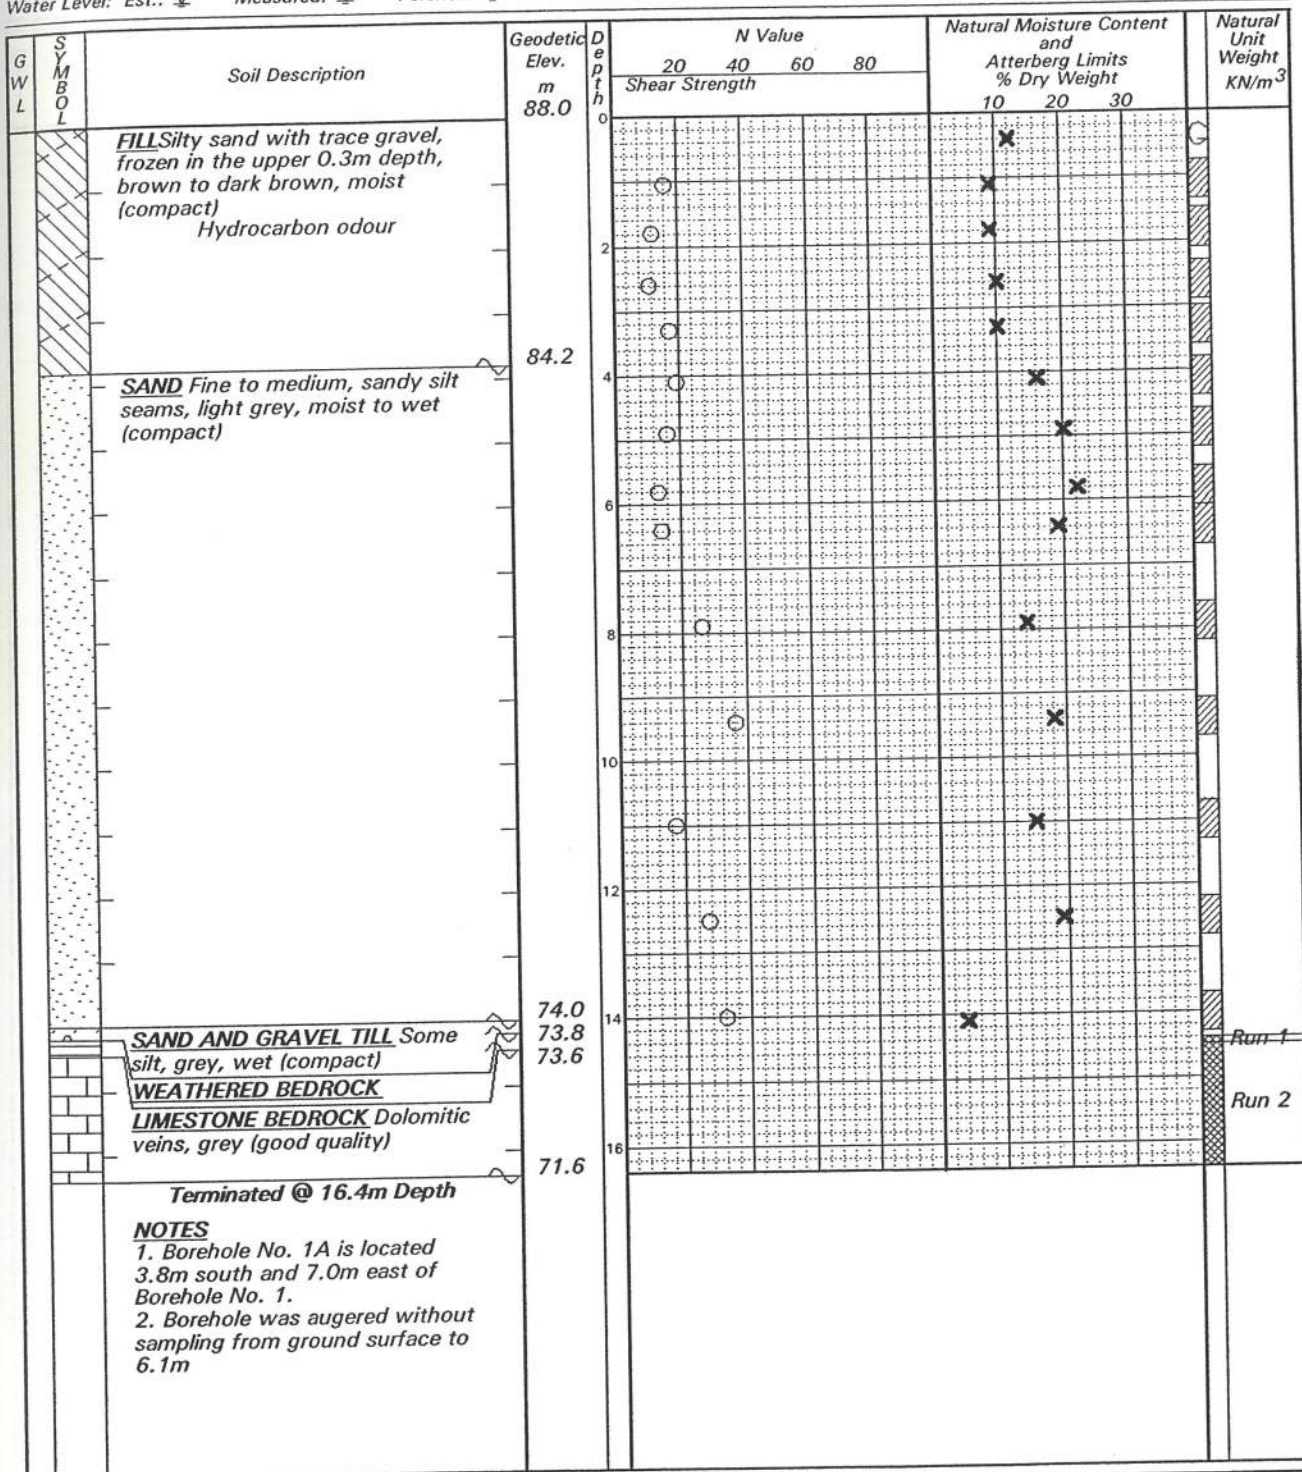 Water Level: Est.: Measured:
G W L
SYMBOL
Soil Description
Geodetic
Elev.
m
88.0
Depth
N Value
20 40 60 80
Shear Strength
Natural Moisture Content
and
Atterberg Limits
% Dry Weight
10 20 30
Natural
Unit
Weight
KN/m3
0
FILL Silty sand with trace gravel,
frozen in the upper 0.3m depth,
brown to dark brown, moist
(compact)
Hydrocarbon odour
2
84.2
SAND Fine to medium, sandy silt
seams, light grey, moist to wet
(compact)
4
6
8
10
12
74.0
14
SAND AND GRAVEL TILL Some
silt, grey, wet (compact)
73.8
73.6
Run 1
WEATHERED BEDROCK
LIMESTONE BEDROCK Dolomitic
veins, grey (good quality)
Run 2
16
71.6
Terminated @ 16.4m Depth
NOTES
1. Borehole No. 1A is located
3.8m south and 7.0m east of
Borehole No. 1.
2. Borehole was augered without
sampling from ground surface to
6.1m